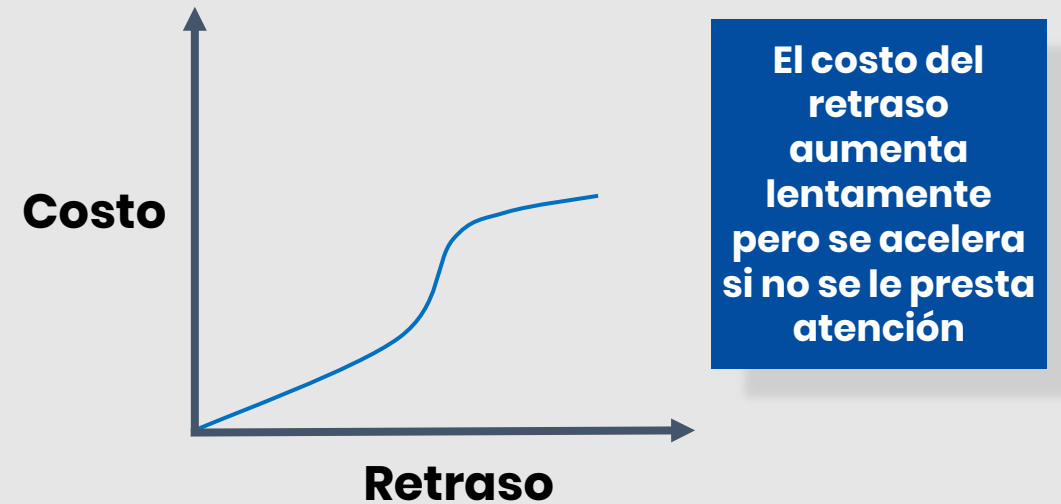 Costo
Retraso
El costo del
retraso
aumenta
lentamente
pero se acelera
si no se le presta
atención